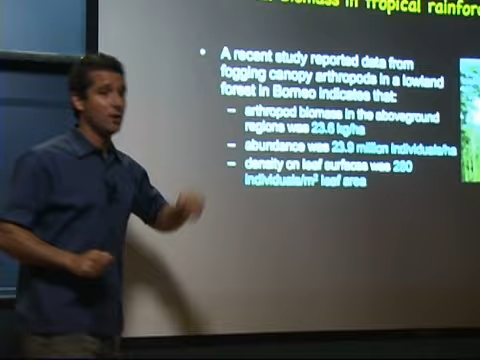 Biomass in tropical rainfor
• A recent study reported data from
fogging canopy arthropods in a lowland
forest in Borneo indicates that:
– arthropod biomass in the aboveground
regions was 23.6 kg/ha
– abundance was 23.9 million individuals/ha
– density on leaf surfaces was 280
individuals/m² leaf area